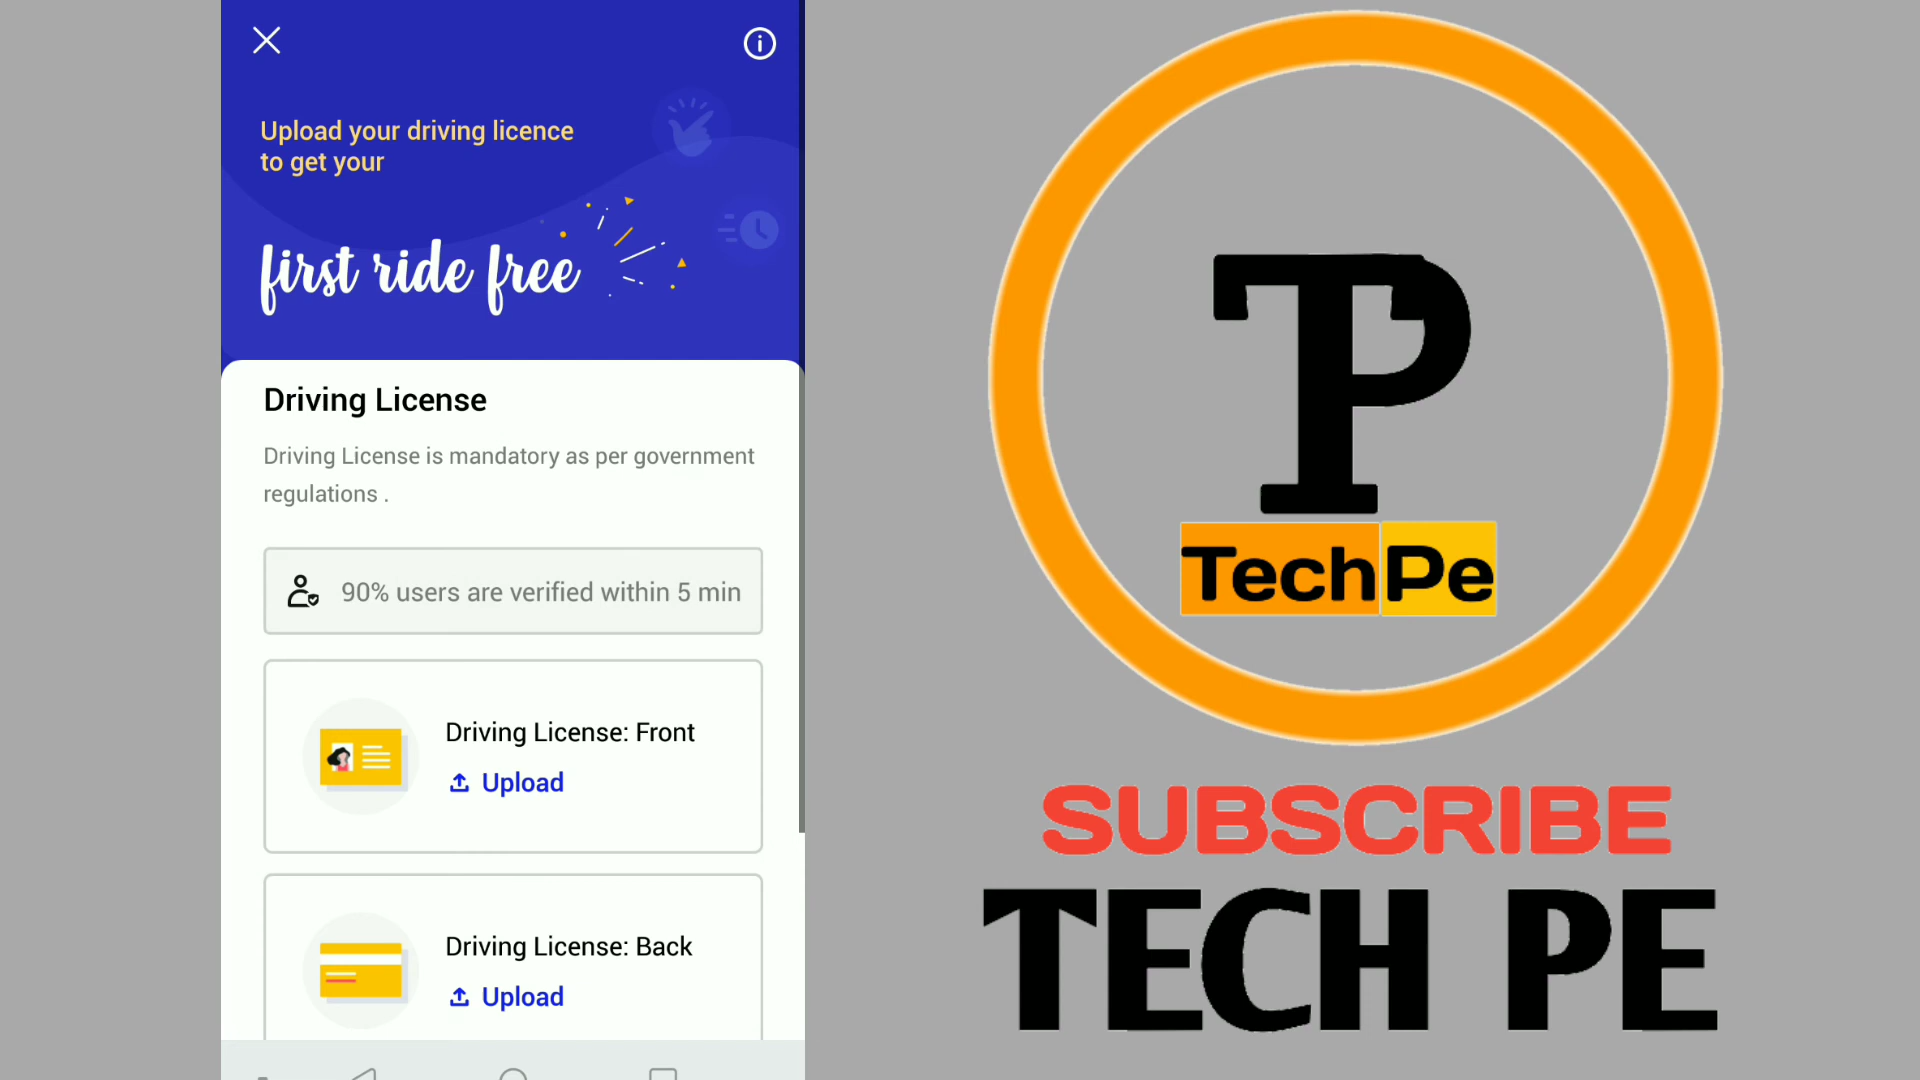 Upload your driving licence
to get your
first ride free
Driving License
Driving License is mandatory as per government
regulations .
90% users are verified within 5 min
Driving License: Front
Upload
Driving License: Back
Upload
TP
TechPe
SUBSCRIBE
TECH PE